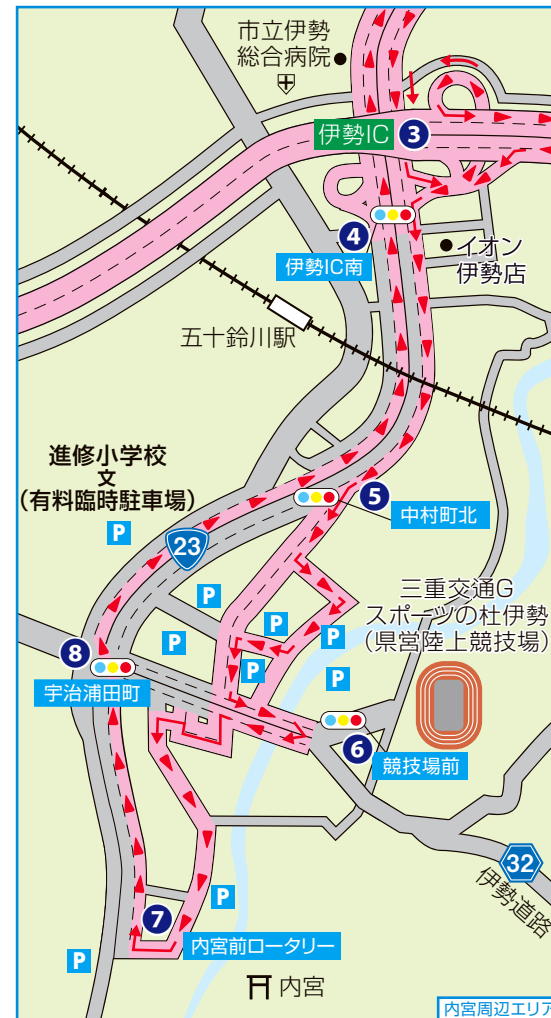 市立伊勢
総合病院
伊勢IC
3
4
伊勢IC南
イオン
伊勢店
五十鈴川駅
進修小学校
文
(有料臨時駐車場)
P
23
5
中村町北
三重交通G
スポーツの杜伊勢
(県営陸上競技場)
P
P
P
P
P
P
8
宇治浦田町
6
競技場前
32
伊勢道路
P
7
内宮前ロータリー
P
内宮
内宮周辺エリア